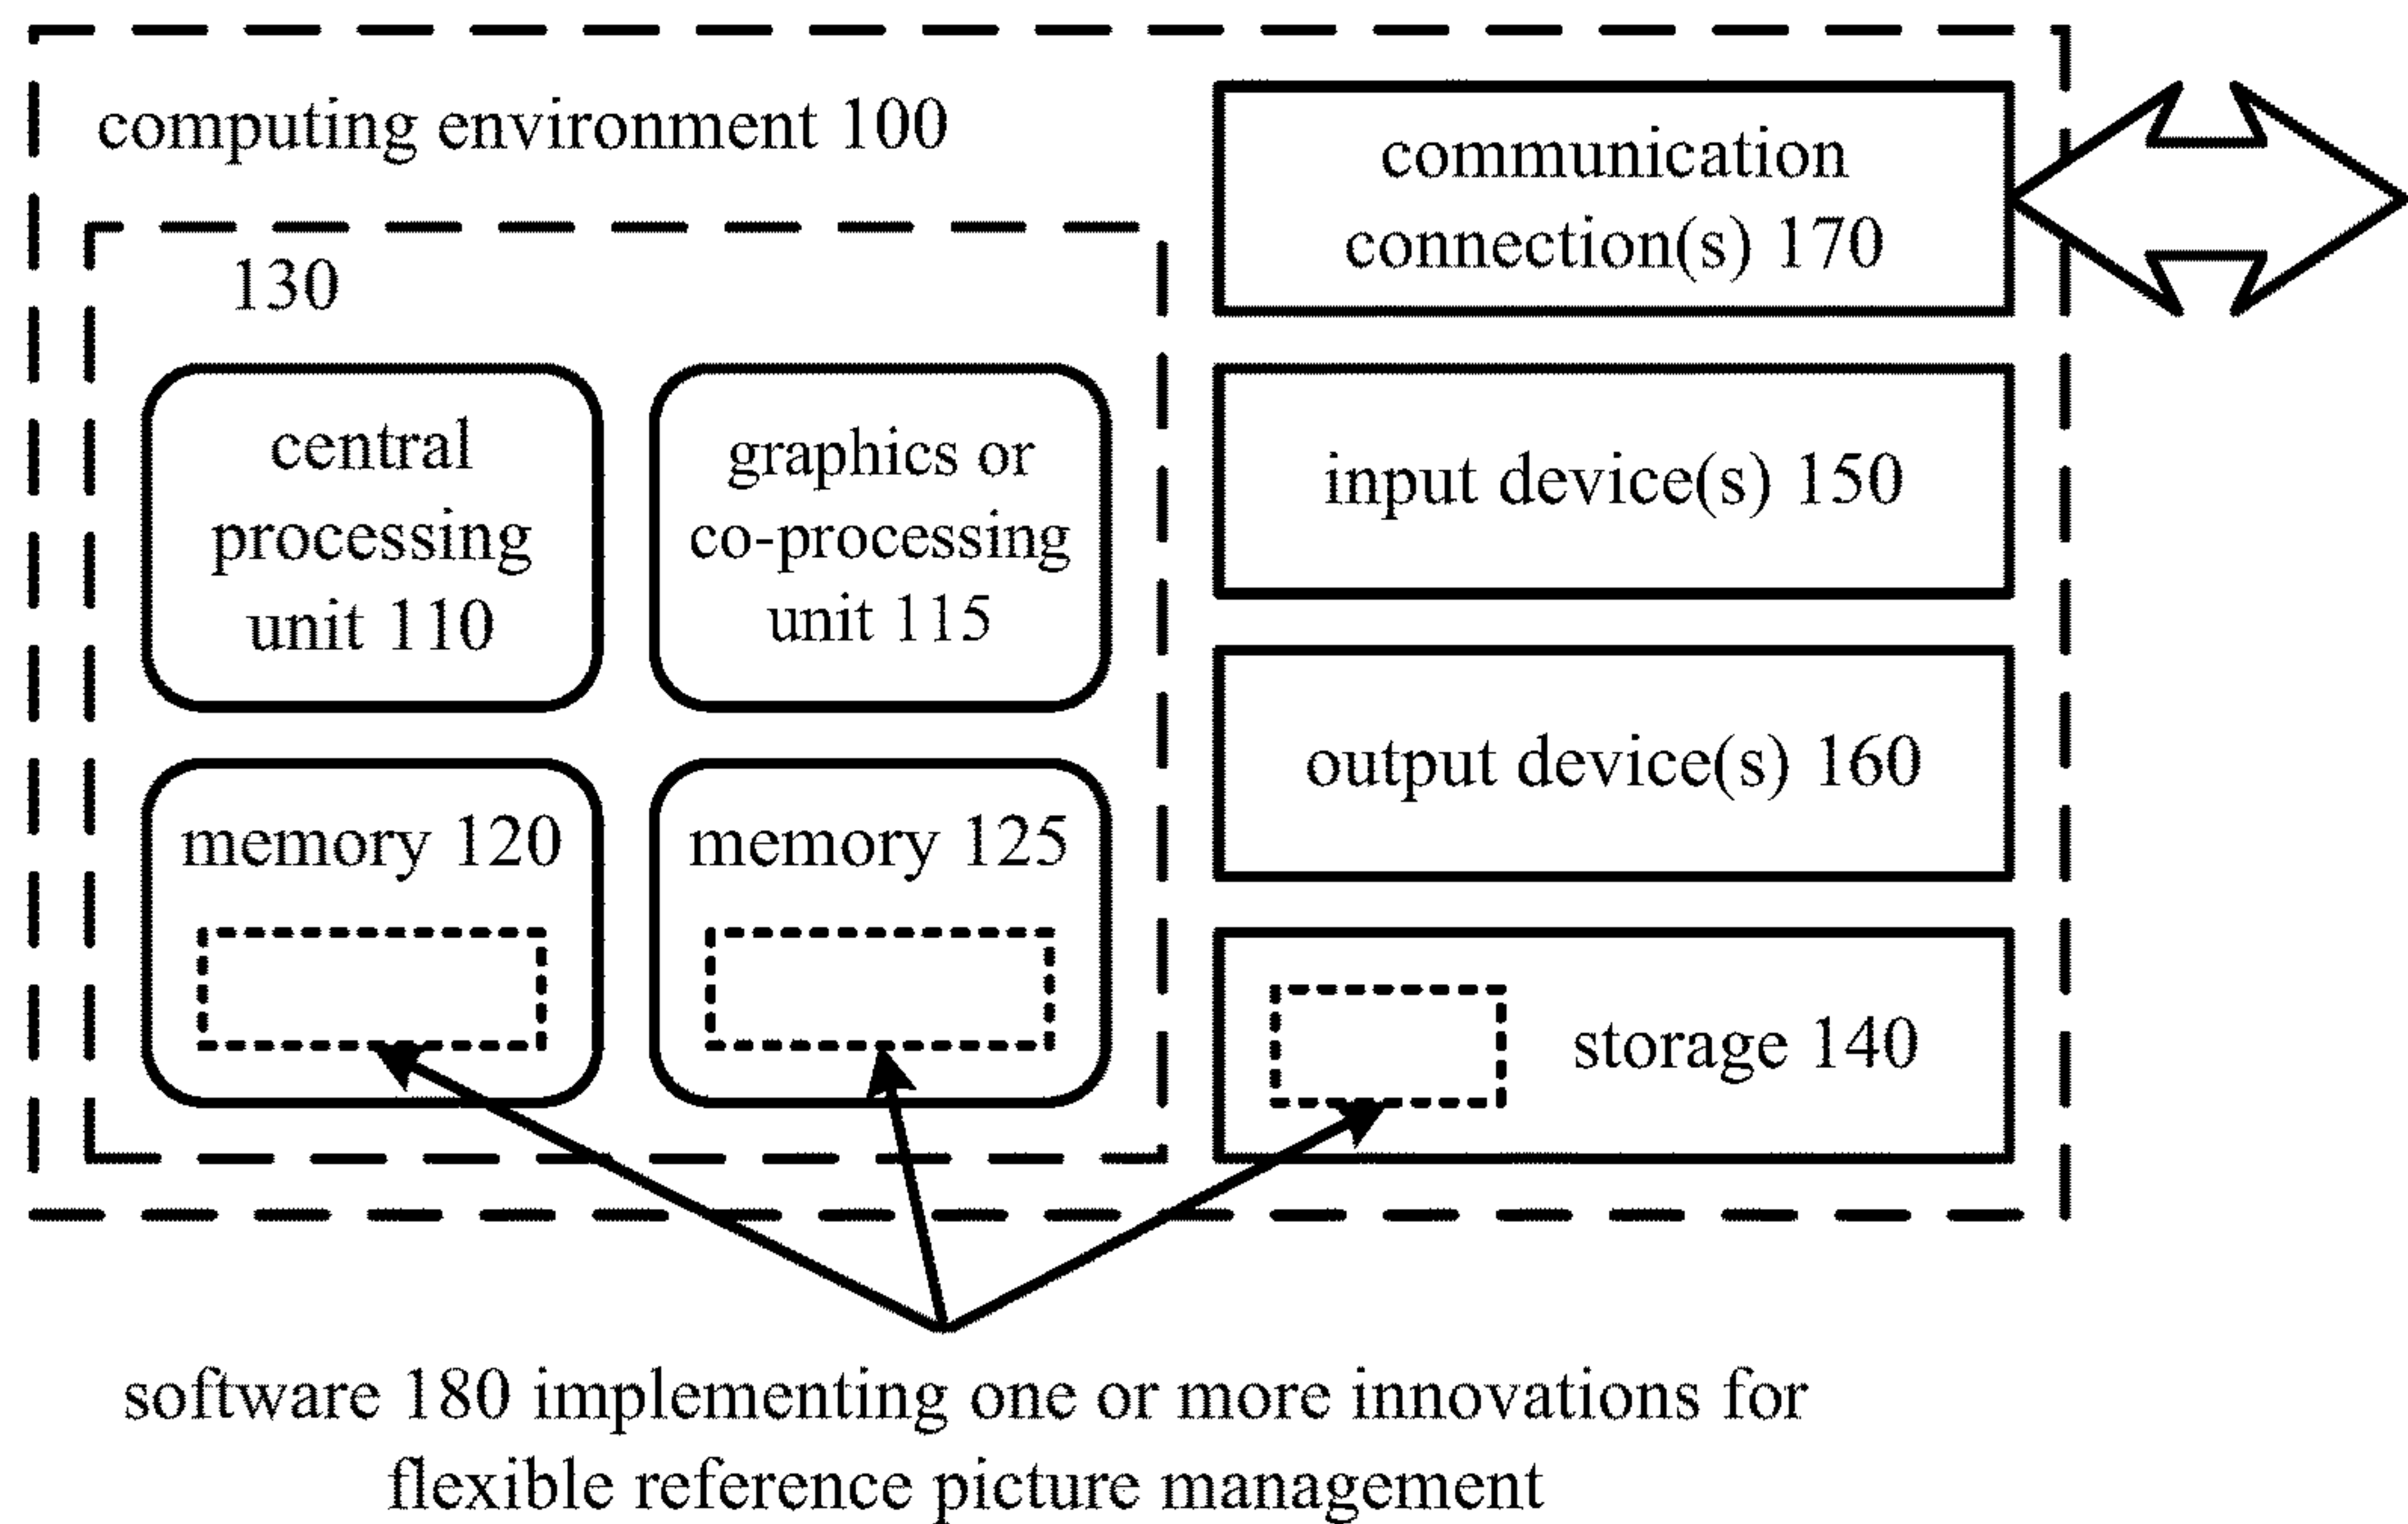 computing environment 100
130
central
processing
unit 110
graphics or
co-processing
unit 115
memory 120
memory 125
communication
connection(s) 170
input device(s) 150
output device(s) 160
storage 140
software 180 implementing one or more innovations for
flexible reference picture management